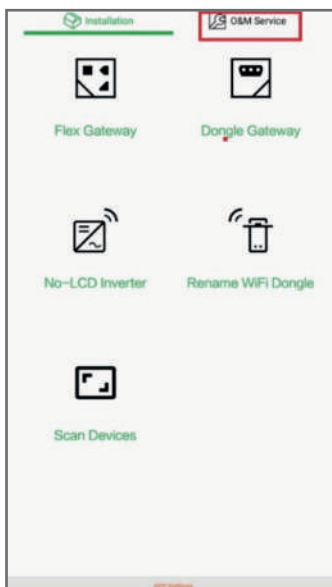 Installation
O&M Service
Flex Gateway
Dongle Gateway
No-LCD Inverter
Rename WiFi Dongle
Scan Devices